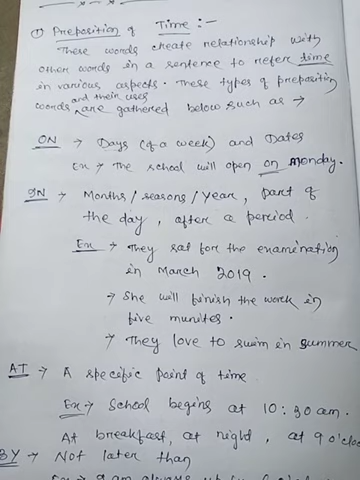 ① Preposition of Time :-
These words create relationship with
other words in a sentence to refer time
in various aspects. These types of preposition
words and their uses are gathered below such as →
ON → Days (of a week) and Dates
Ex → The school will open on Monday.
IN → Months / seasons / Year, part of
the day, after a period.
Ex → They sat for the examination
in March 2019.
→ She will finish the work in
five munites.
→ They love to swim in summer
AT → A specific point of time
Ex → School begins at 10:30 am.
At breakfast, at night, at 9 o'cloc
BY → Not later than